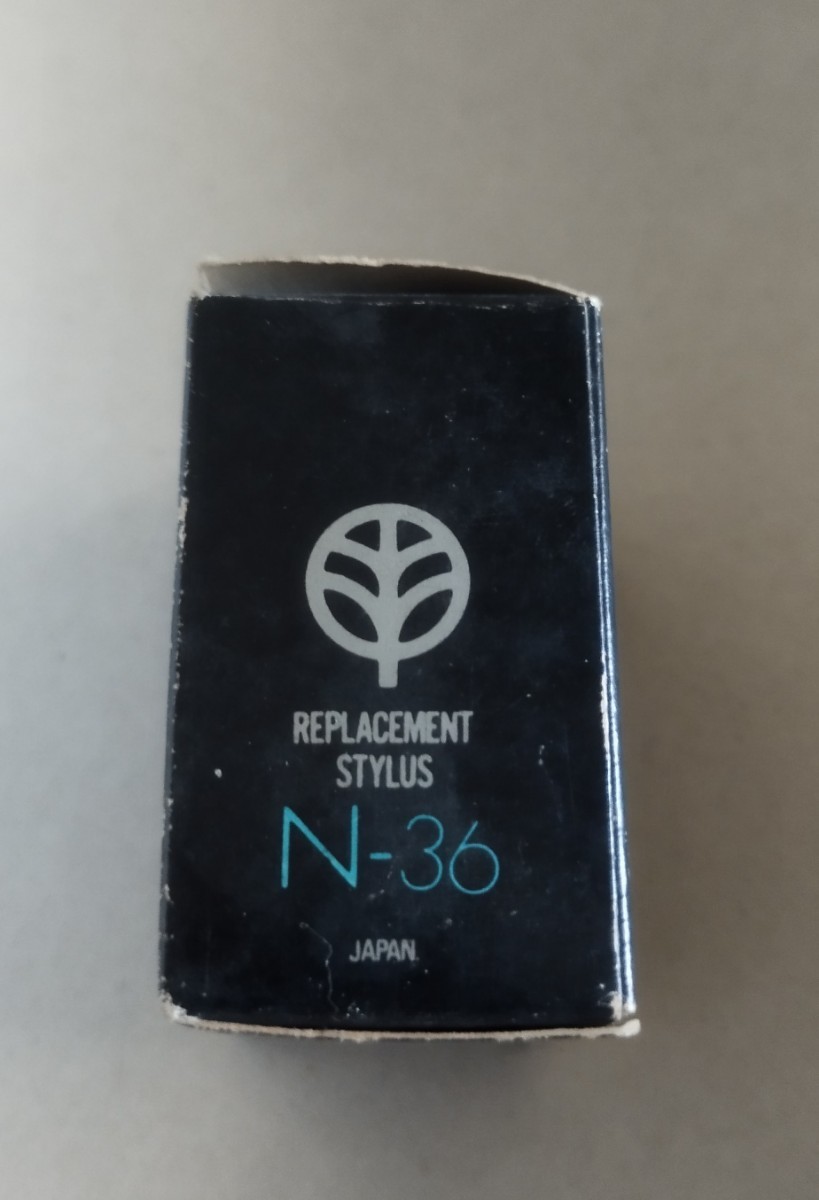 REPLACEMENT
STYLUS
N-36
JAPAN